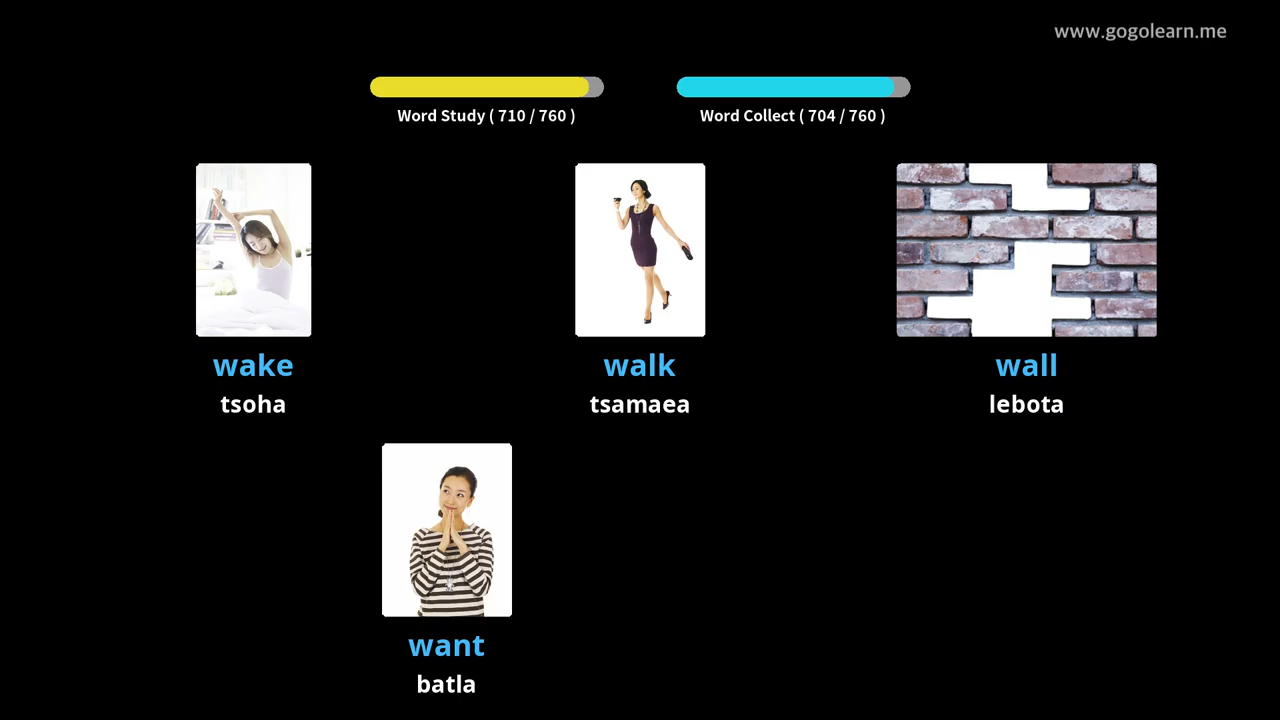 www.gogolearn.me
Word Study ( 710 / 760 )
Word Collect ( 704 / 760 )
wake
tsoha
walk
tsamaea
wall
lebota
want
batla